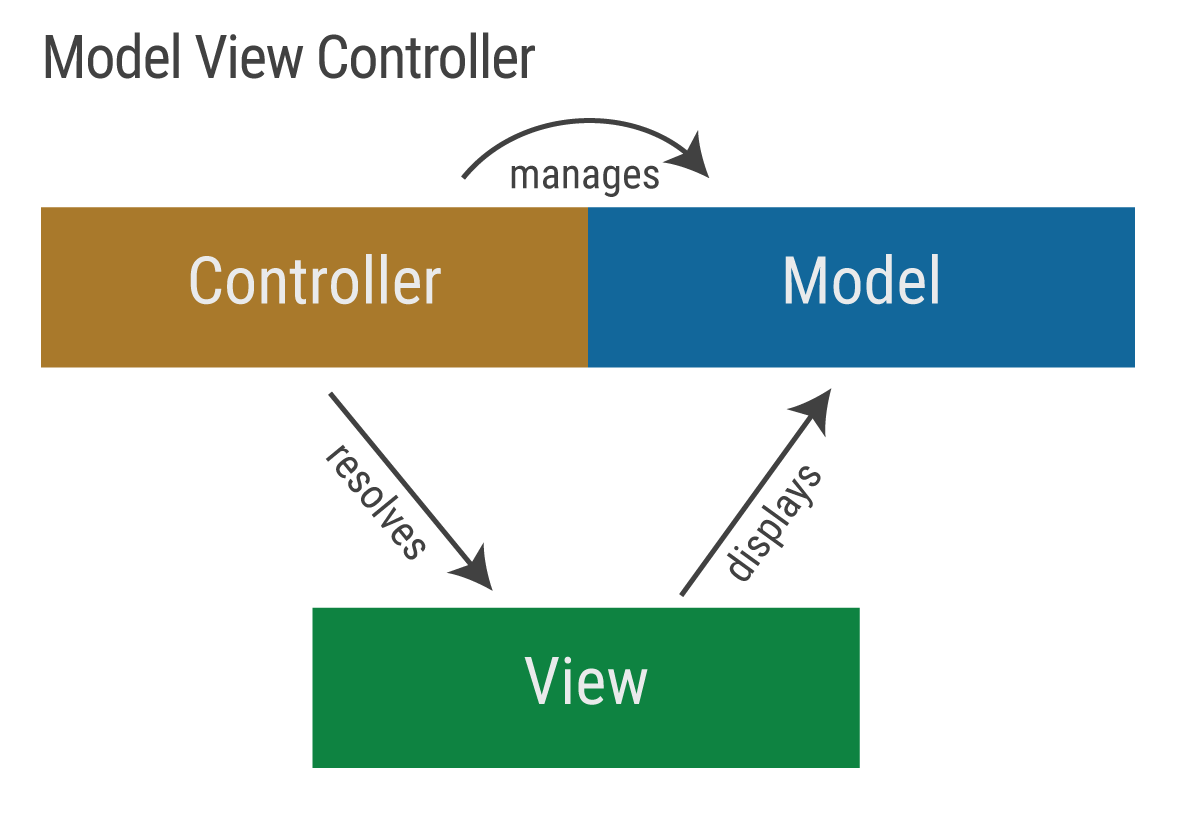 Model View Controller
manages
Controller
Model
resolves
displays
View